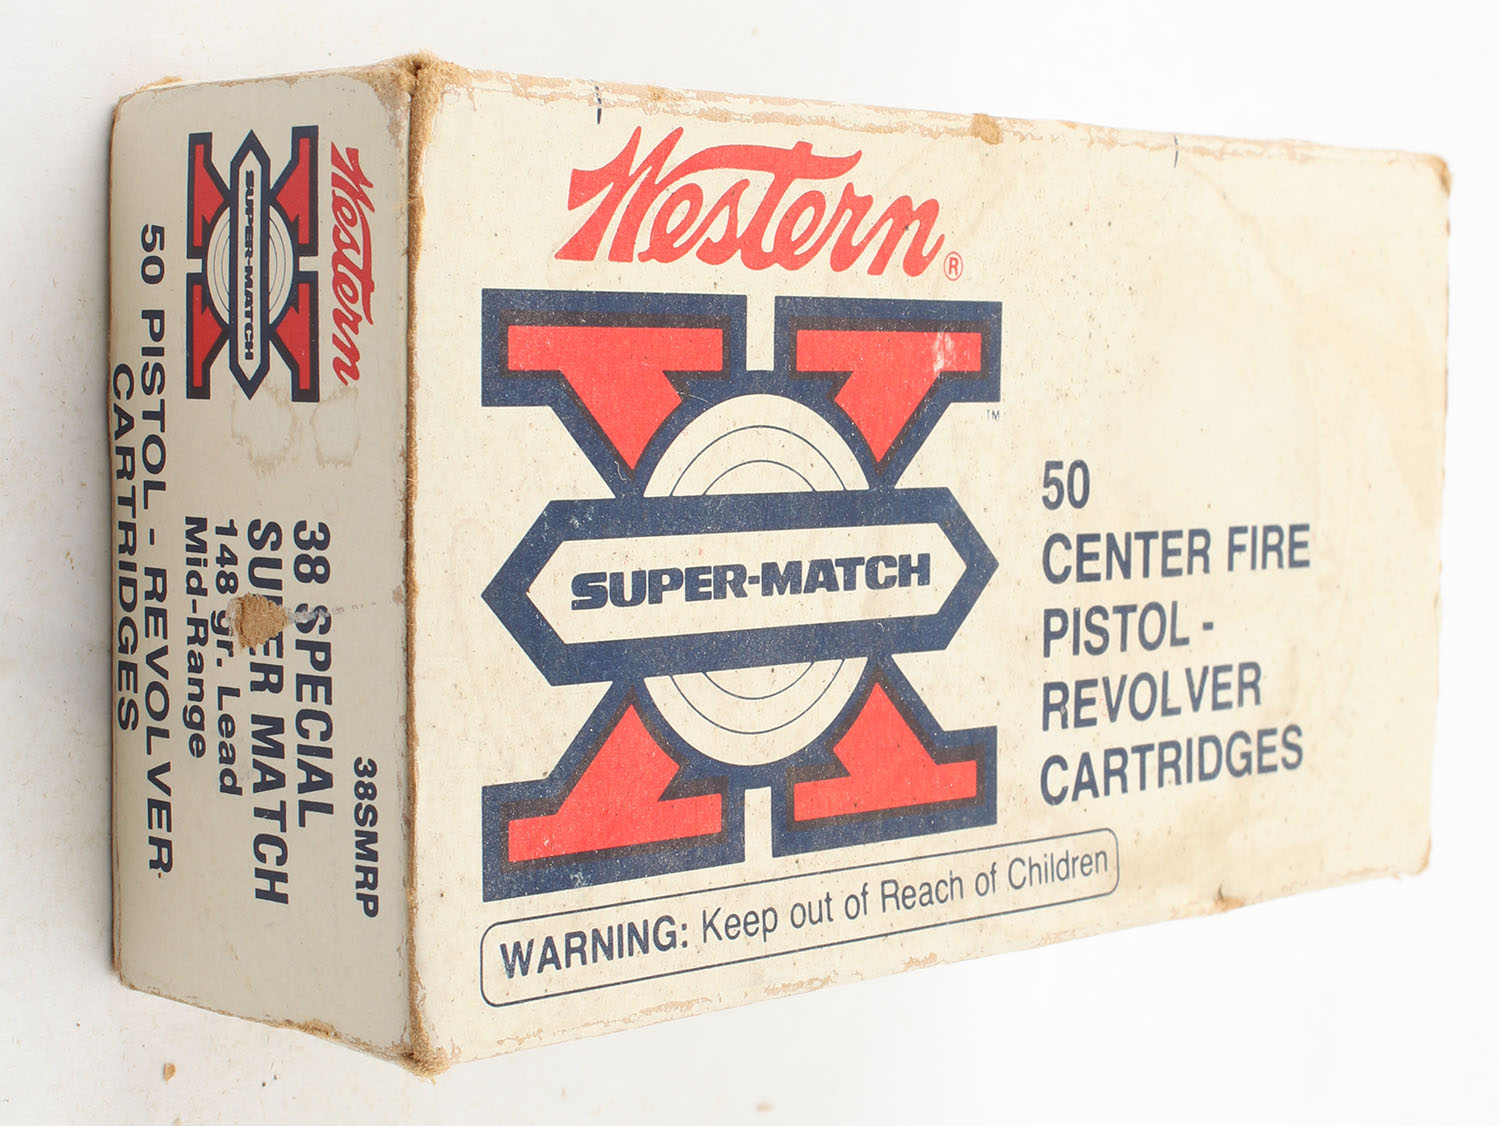 Western®
SUPER-MATCH
TM
50
CENTER FIRE
PISTOL -
REVOLVER
CARTRIDGES
WARNING: Keep out of Reach of Children
Western
SUPER-MATCH
38SMRP
38 SPECIAL
SUPER MATCH
148 gr. Lead
Mid-Range
50 PISTOL - REVOLVER
CARTRIDGES